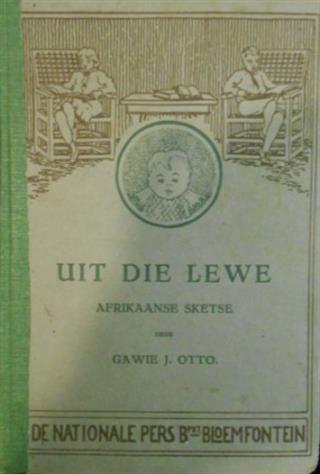 UIT DIE LEWE
AFRIKAANSE SKETSE
DEUR
GAWIE J. OTTO.
DE NATIONALE PERS BPKT BLOEMFONTEIN